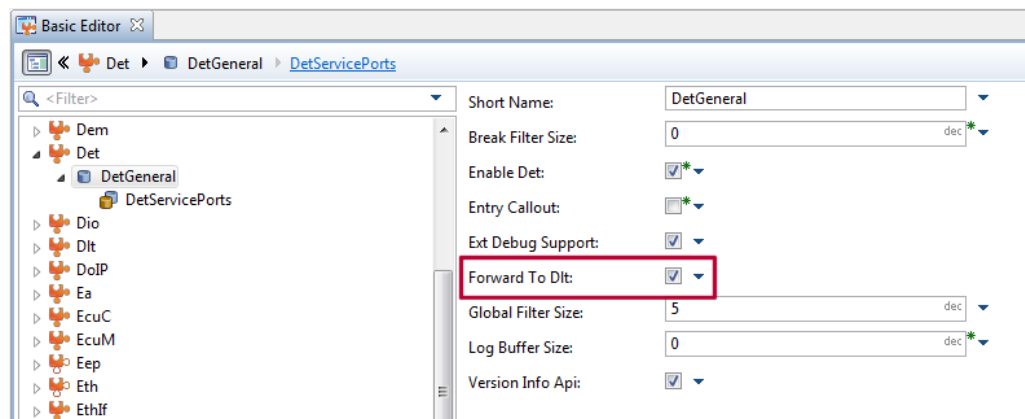 Basic Editor
Det DetGeneral DetServicePorts
<Filter>
Dem
Det
DetGeneral
DetServicePorts
Dio
Dlt
DoIP
Ea
EcuC
EcuM
Eep
Eth
EthIf
Short Name: DetGeneral
Break Filter Size: 0 dec
Enable Det:
Entry Callout:
Ext Debug Support:
Forward To Dlt:
Global Filter Size: 5 dec
Log Buffer Size: 0 dec
Version Info Api: